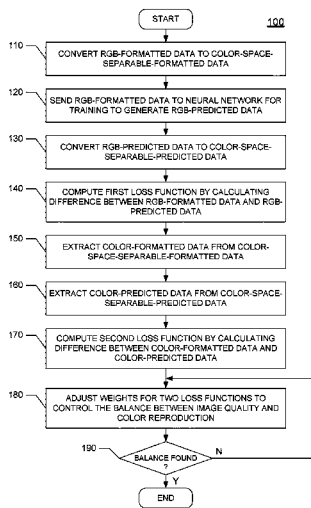 START
100
110
CONVERT RGB-FORMATTED DATA TO COLOR-SPACE-
SEPARABLE-FORMATTED DATA
120
SEND RGB-FORMATTED DATA TO NEURAL NETWORK FOR
TRAINING TO GENERATE RGB-PREDICTED DATA
130
CONVERT RGB-PREDICTED DATA TO COLOR-SPACE-
SEPARABLE-PREDICTED DATA
140
COMPUTE FIRST LOSS FUNCTION BY CALCULATING
DIFFERENCE BETWEEN RGB-FORMATTED DATA AND RGB-
PREDICTED DATA
150
EXTRACT COLOR-FORMATTED DATA FROM COLOR-
SPACE-SEPARABLE-FORMATTED DATA
160
EXTRACT COLOR-PREDICTED DATA FROM COLOR-SPACE-
SEPARABLE-PREDICTED DATA
170
COMPUTE SECOND LOSS FUNCTION BY CALCULATING
DIFFERENCE BETWEEN COLOR-FORMATTED DATA AND
COLOR-PREDICTED DATA
180
ADJUST WEIGHTS FOR TWO LOSS FUNCTIONS TO
CONTROL THE BALANCE BETWEEN IMAGE QUALITY AND
COLOR REPRODUCTION
190
BALANCE FOUND
?
N
Y
END